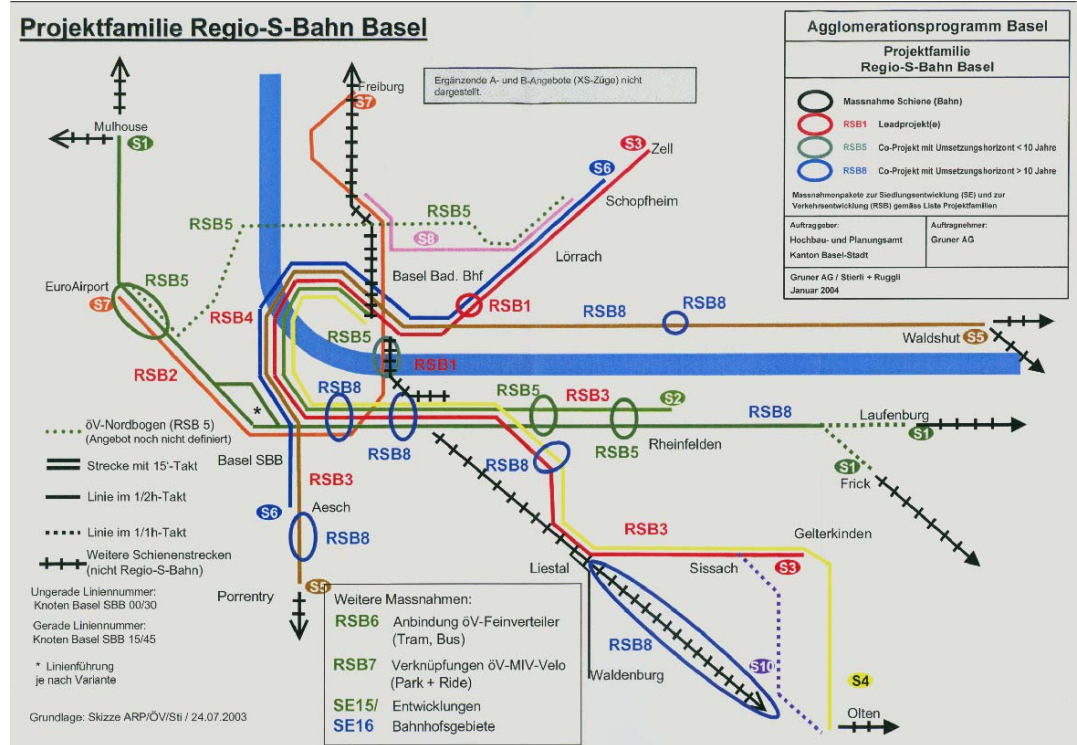 Projektfamilie Regio-S-Bahn Basel
Agglomerationsprogramm Basel
Projektfamilie
Regio-S-Bahn Basel
Massnahme Schiene (Bahn)
RSB1 Leadprojekt(e)
RSB5 Co-Projekt mit Umsetzungshorizont < 10 Jahre
RSB8 Co-Projekt mit Umsetzungshorizont > 10 Jahre
Massnahmenpakete zur Siedlungsentwicklung (SE) und zur
Verkehrsentwicklung (RSB) gemäss Liste Projektfamilien
Auftraggeber:
Hochbau- und Planungsamt
Kanton Basel-Stadt
Auftragnehmer:
Gruner AG
Gruner AG / Stierli + Ruggli
Januar 2004
Ergänzende A- und B-Angebote (XS-Züge) nicht
dargestellt.
Freiburg
S7
Mulhouse
S1
S3
Zell
S6
Schopfheim
RSB5
RSB5
S8
Lörrach
Basel Bad. Bhf
EuroAirport
RSB5
S7
RSB4
RSB1
RSB8
RSB8
Waldshut
S5
RSB5
RSB1
RSB2
RSB8
RSB5
RSB3
S2
RSB8
Laufenburg
S1
*
Rheinfelden
RSB8
RSB5
RSB8
S1
Frick
Basel SBB
RSB3
S6
Aesch
RSB8
RSB3
Gelterkinden
Liestal
Sissach
S3
S5
Porrentry
RSB8
Waldenburg
S10
S4
Olten
öV-Nordbogen (RSB 5)
(Angebot noch nicht definiert)
Strecke mit 15'-Takt
Linie im 1/2h-Takt
Linie im 1/1h-Takt
Weitere Schienenstrecken
(nicht Regio-S-Bahn)
Ungerade Liniennummer:
Knoten Basel SBB 00/30
Gerade Liniennummer:
Knoten Basel SBB 15/45
* Linienführung
je nach Variante
Grundlage: Skizze ARP/ÖV/Sti / 24.07.2003
Weitere Massnahmen:
RSB6 Anbindung öV-Feinverteiler
(Tram, Bus)
RSB7 Verknüpfungen öV-MIV-Velo
(Park + Ride)
SE15/ Entwicklungen
SE16 Bahnhofsgebiete